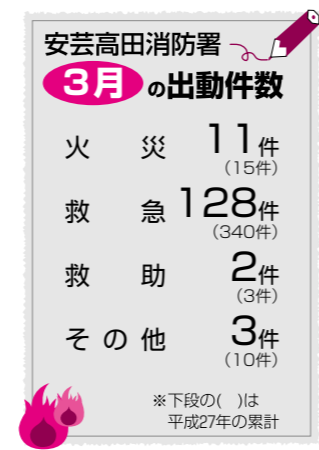 安芸高田消防署
3月の出動件数
火災 11件
(15件)
救急 128件
(340件)
救助 2件
(3件)
その他 3件
(10件)
※下段の( )は
平成27年の累計